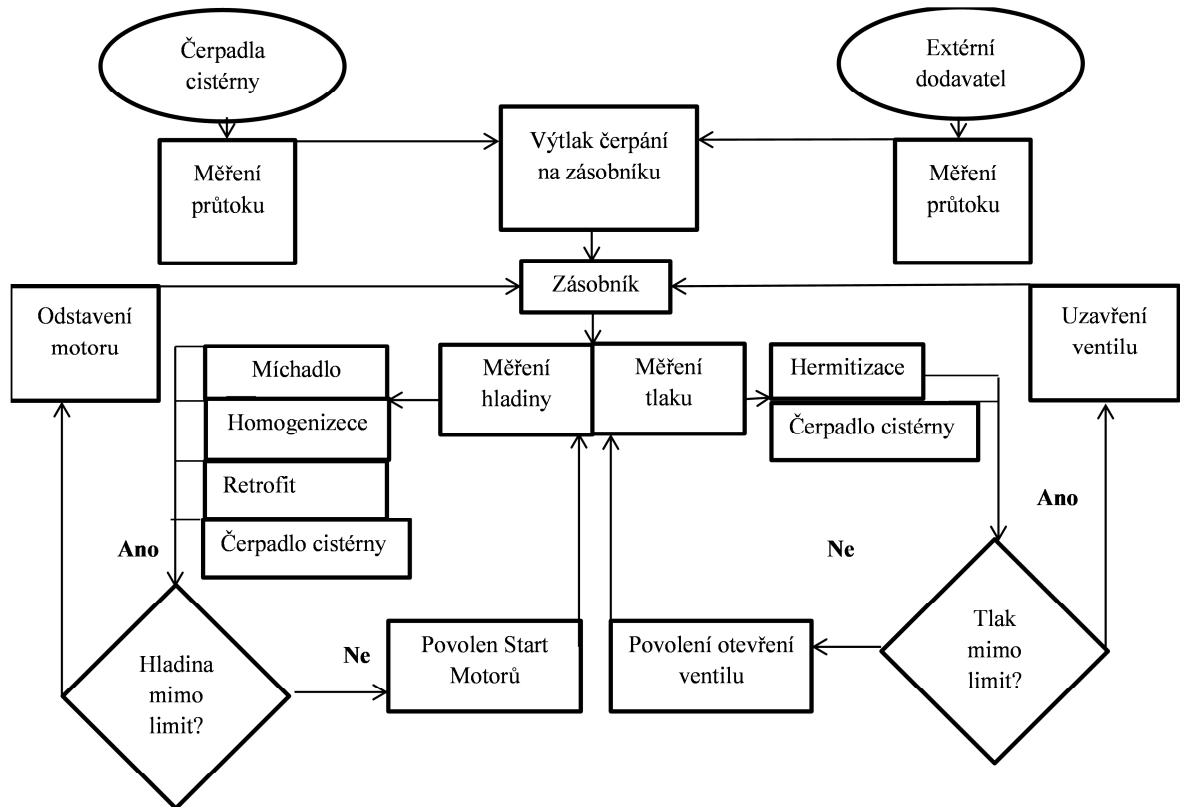 Čerpadla
cistérny
Extérní
dodavatel
Měření
průtoku
Výtlak čerpání
na zásobníku
Měření
průtoku
Zásobník
Odstavení
motoru
Uzavření
ventilu
Míchadlo
Homogenizece
Retrofit
Čerpadlo cistérny
Měření
hladiny
Měření
tlaku
Hermitizace
Čerpadlo cistérny
Ano
Ano
Ne
Ne
Hladina
mimo
limit?
Povolen Start
Motorů
Povolení otevření
ventilu
Tlak
mimo
limit?